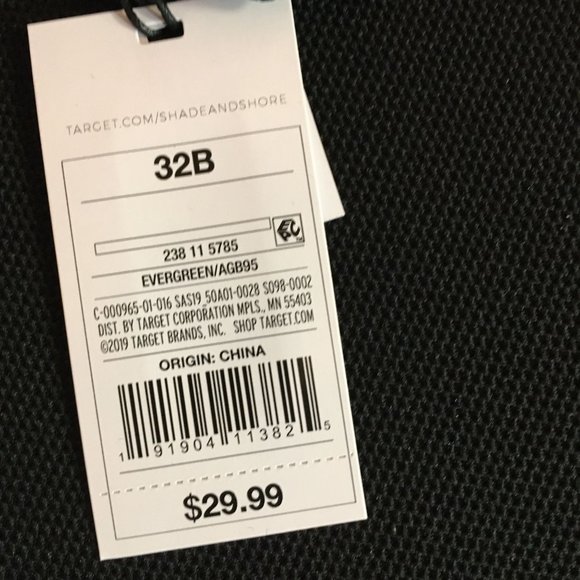 TARGET.COM/SHADEANDSHORE
32B
238 11 5785
EVERGREEN/AGB95
C-000965-01-016 SAS19_50A01-0028 S098-0002
DIST. BY TARGET CORPORATION MPLS., MN 55403
©2019 TARGET BRANDS, INC. SHOP TARGET.COM
ORIGIN: CHINA
1 91904 11382 5
$29.99